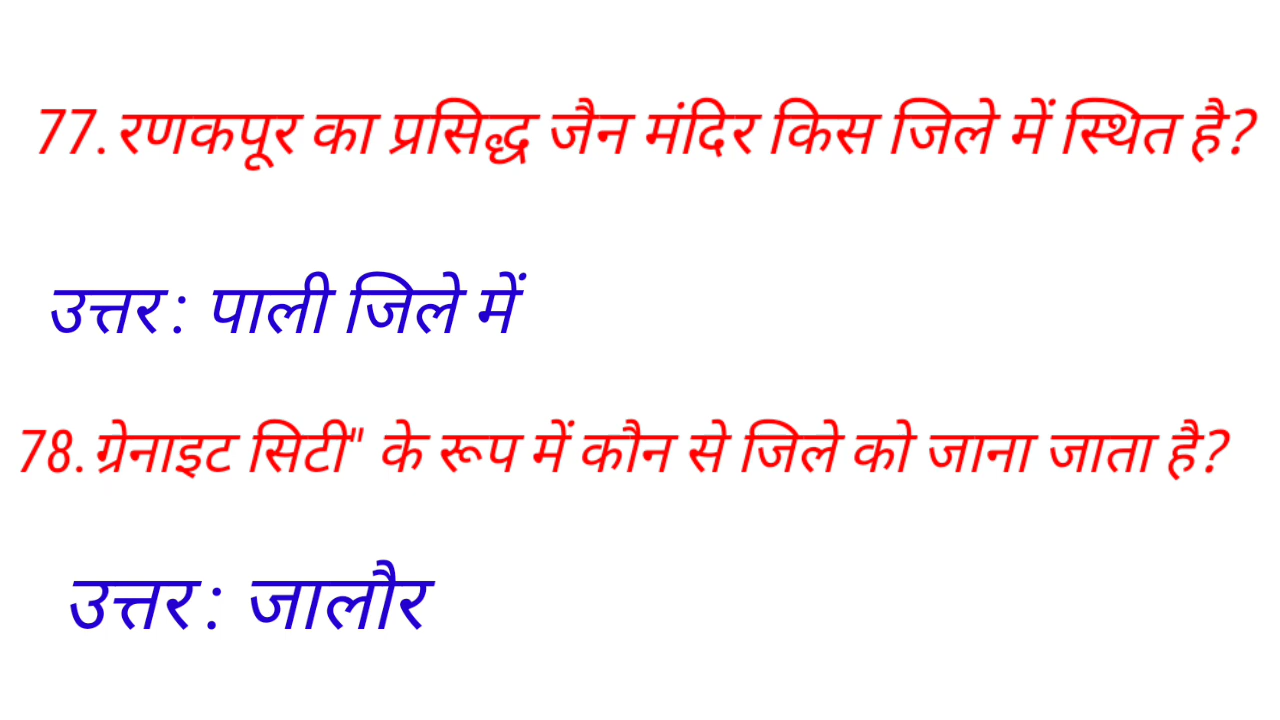 77. रणकपूर का प्रसिद्ध जैन मंदिर किस जिले में स्थित है?
उत्तर : पाली जिले में
78. ग्रेनाइट सिटी" के रूप में कौन से जिले को जाना जाता है?
उत्तर : जालौर